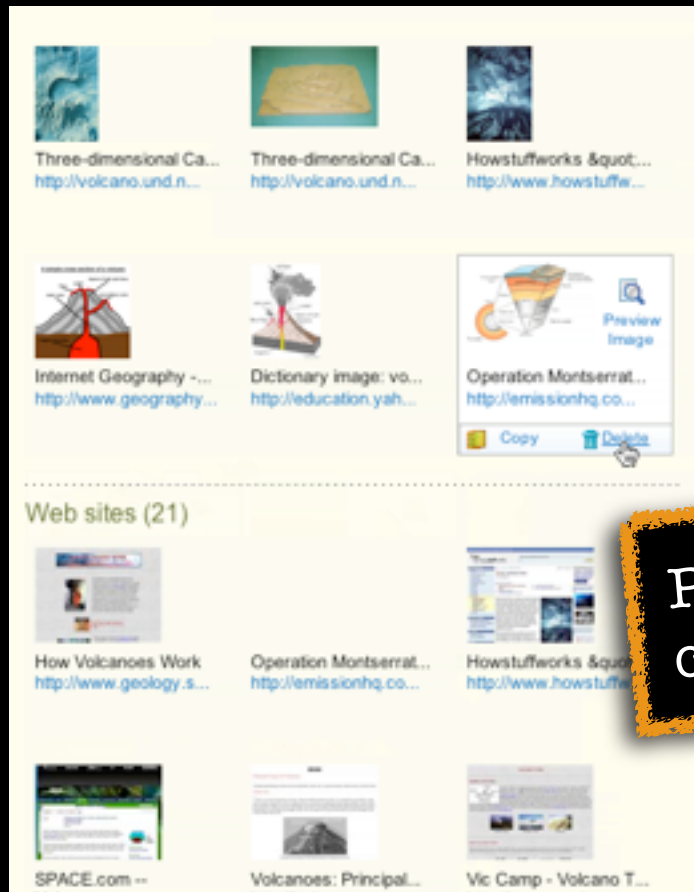 Three-dimensional Ca...
http://volcano.und.n...
Three-dimensional Ca...
http://volcano.und.n...
Howstuffworks &quot;...
http://www.howstuffw...
Internet Geography -...
http://www.geography...
Dictionary image: vo...
http://education.yah...
Preview
Image
Operation Montserrat...
http://emissionhq.co...
Copy
Delete
Web sites (21)
How Volcanoes Work
http://www.geology.s...
Operation Montserrat...
http://emissionhq.co...
Howstuffworks &quo
http://www.howstuffw
SPACE.com --
Volcanoes: Principal...
Vic Camp - Volcano T...